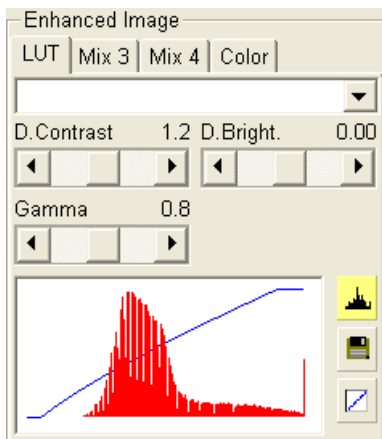 Enhanced Image
LUT Mix 3 Mix 4 Color
D.Contrast 1.2 D.Bright. 0.00
Gamma 0.8